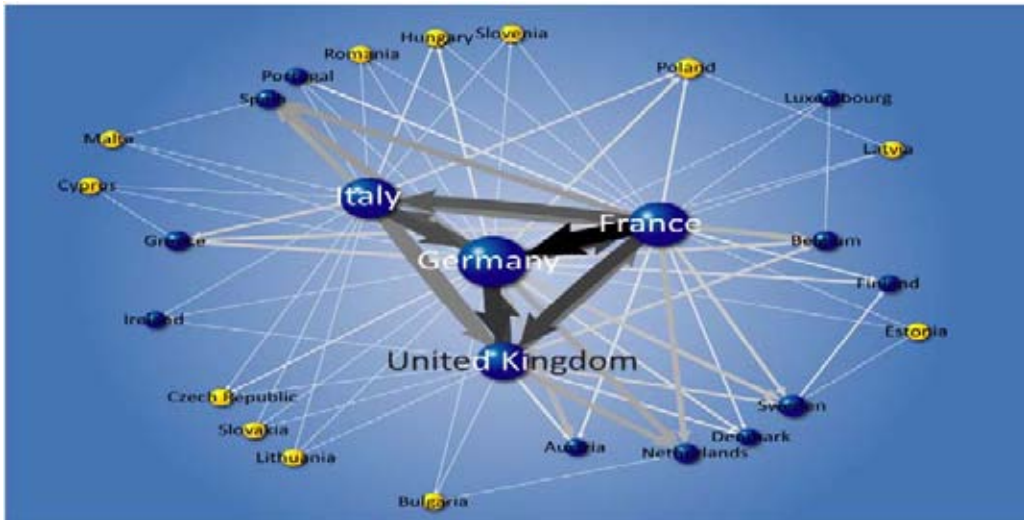 Slovenia
Hungary
Romania
Poland
Portugal
Spain
Luxembourg
Malta
Latvia
Cyprus
Italy
France
Greece
Belgium
Germany
Finland
Ireland
Estonia
United Kingdom
Czech Republic
Sweden
Slovakia
Denmark
Austria
Netherlands
Lithuania
Bulgaria